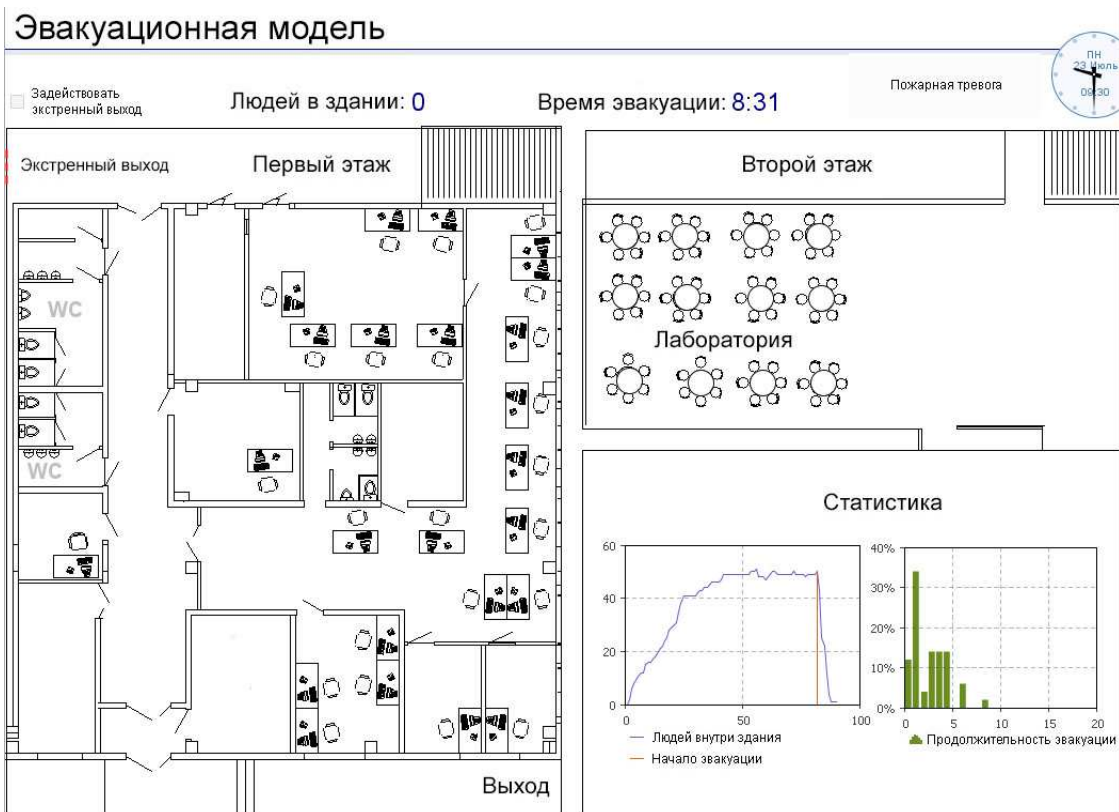 Эвакуационная модель
Задействовать
экстренный выход
Людей в здании: 0
Время эвакуации: 8:31
Пожарная тревога
ПН
23 Июль
09:30
Экстренный выход
Первый этаж
Второй этаж
WC
WC
Лаборатория
Выход
Статистика
60
40
20
0
0
50
100
Людей внутри здания
Начало эвакуации
40%
30%
20%
10%
0%
0
5
10
15
20
Продолжительность эвакуации